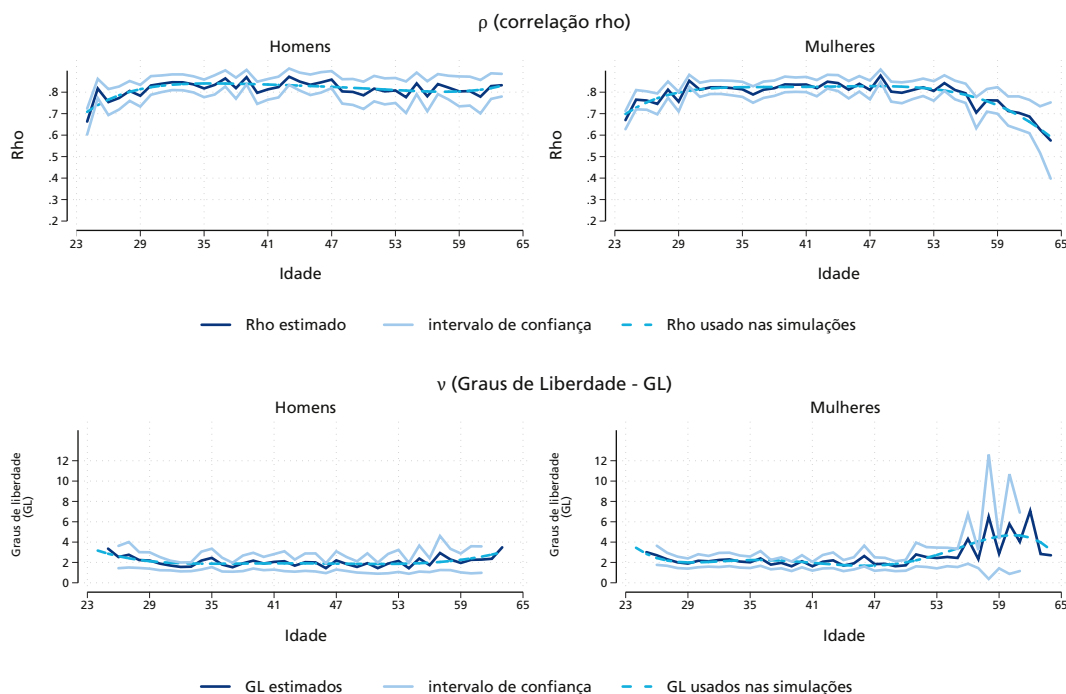 ρ (correlação rho)
Homens
Mulheres
Rho
.8
.7
.6
.5
.4
.3
.2
23 29 35 41 47 53 59 65
Idade
Rho
.8
.7
.6
.5
.4
.3
.2
23 29 35 41 47 53 59 65
Idade
Rho estimado intervalo de confiança Rho usado nas simulações
ν (Graus de Liberdade - GL)
Homens
Mulheres
Graus de liberdade
(GL)
12
10
8
6
4
2
0
23 29 35 41 47 53 59 65
Idade
Graus de liberdade
(GL)
12
10
8
6
4
2
0
23 29 35 41 47 53 59 65
Idade
GL estimados intervalo de confiança GL usados nas simulações